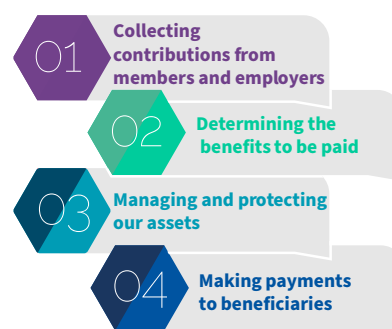 01
Collecting
contributions from
members and employers
02
Determining the
benefits to be paid
03
Managing and protecting
our assets
04
Making payments
to beneficiaries